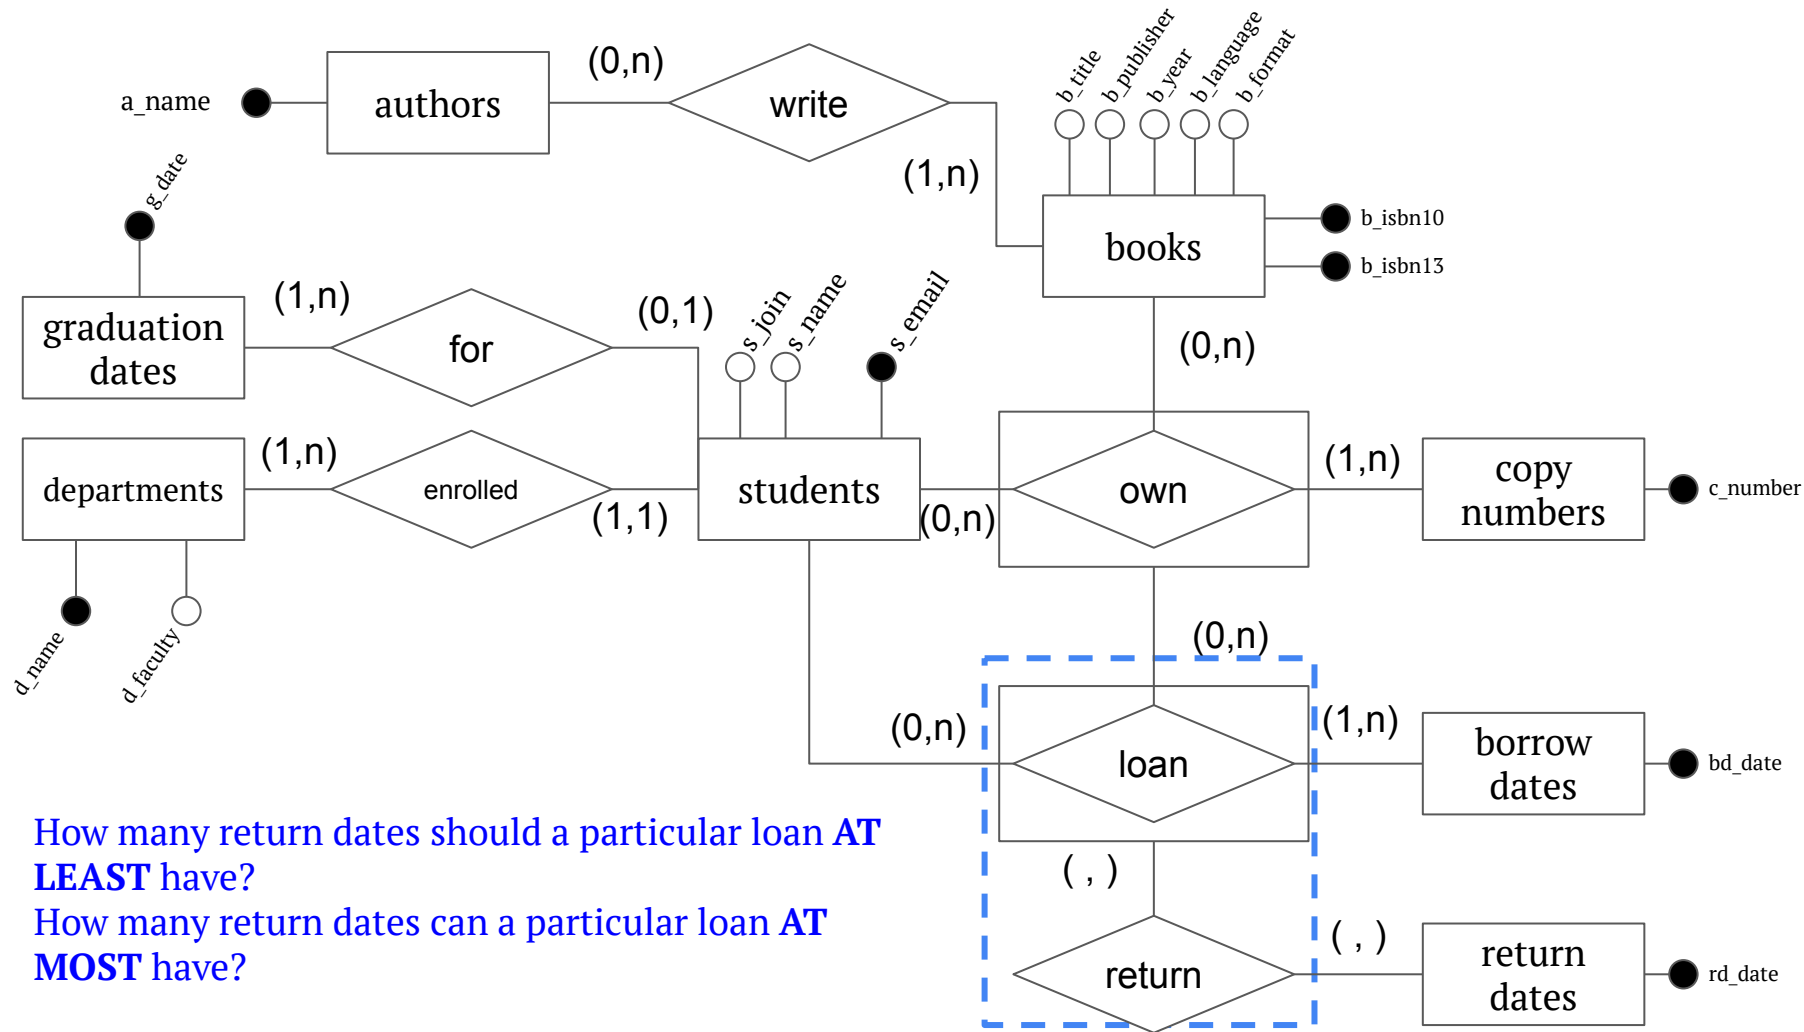 b_title
b_publisher
b_year
b_language
b_format
a_name
authors
(0,n)
write
(1,n)
g_date
books
b_isbn10
b_isbn13
graduation
dates
(1,n)
for
(0,1)
s_join
s_name
s_email
(0,n)
departments
(1,n)
enrolled
(1,1)
students
(0,n)
own
(1,n)
copy
numbers
c_number
d_name
d_faculty
(0,n)
(0,n)
loan
(1,n)
borrow
dates
bd_date
How many return dates should a particular loan AT
LEAST have?
How many return dates can a particular loan AT
MOST have?
( , )
return
( , )
return
dates
rd_date